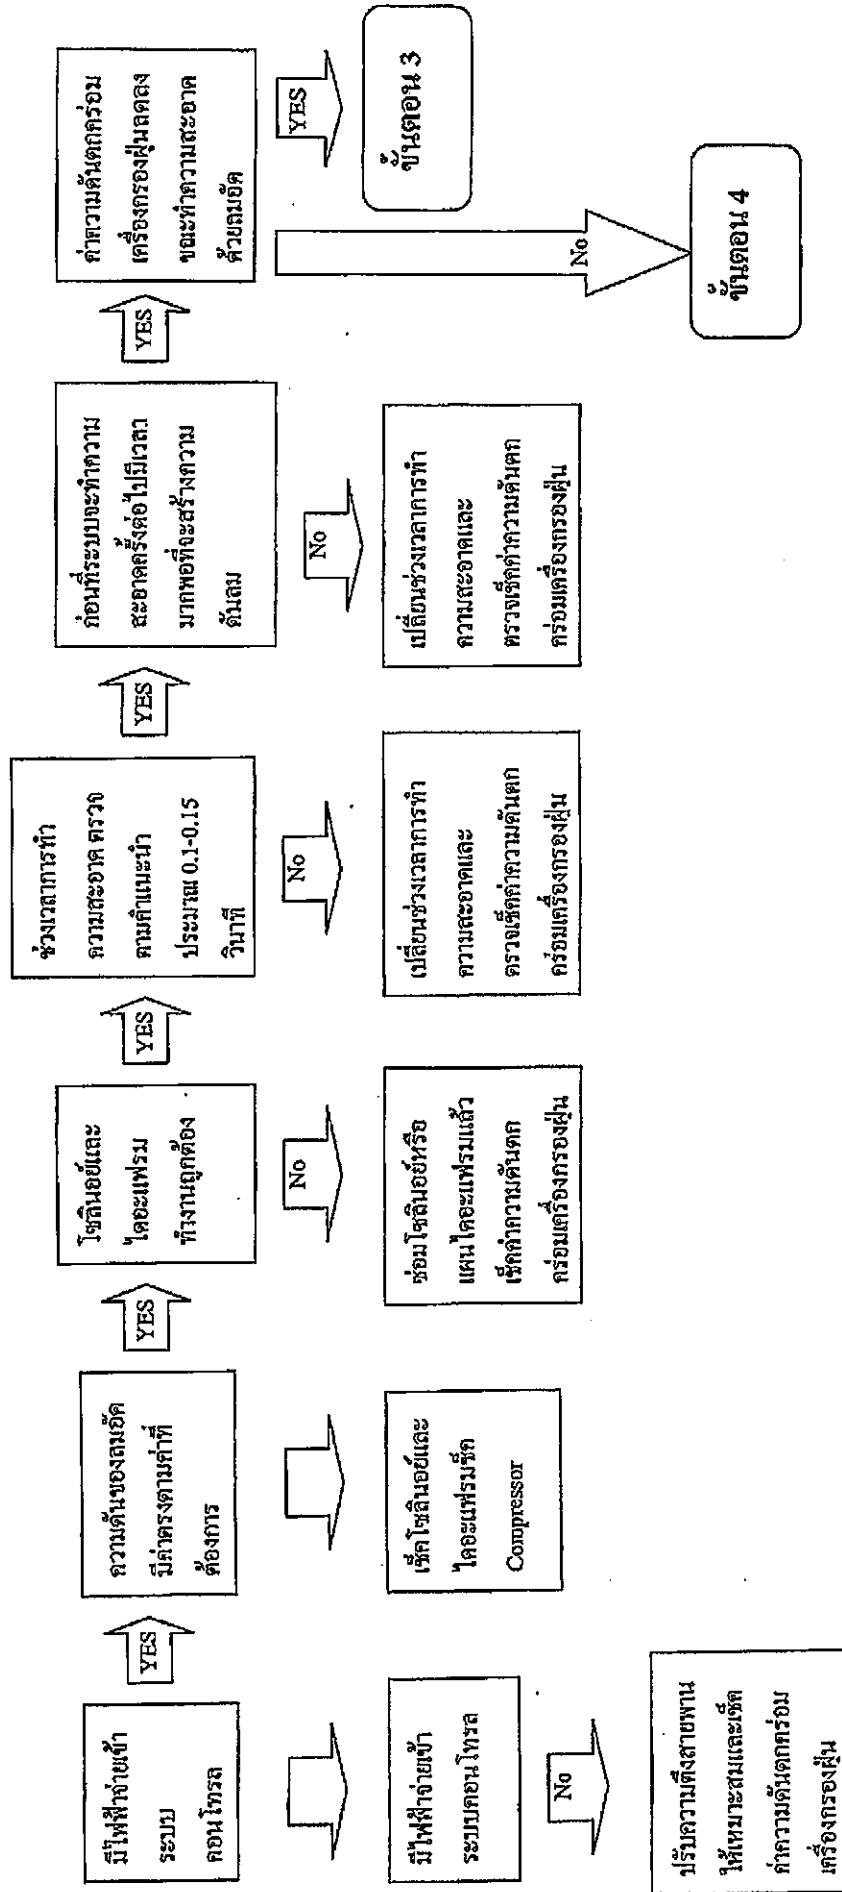 มีไฟฟ้าจ่ายเข้า
ระบบ
คอนโทรล
YES
ความดันของลมอัด
มีค่าตรงตามค่าที่
ต้องการ
YES
โซลินอย์และ
ไดอะแฟรม
ทำงานถูกต้อง
YES
ช่วงเวลาการทำ
ความสะอาด ตรวจ
ตามคำแนะนำ
ประมาณ 0.1-0.15
วินาที
YES
ก่อนที่ระบบจะทำความ
สะอาดครั้งต่อไปมีเวลา
มากพอที่จะสร้างความ
ดันลม
YES
ค่าความดันตกคร่อม
เครื่องกรองฝุ่นลดลง
ขณะทำความสะอาด
ด้วยลมอัด
มีไฟฟ้าจ่ายเข้า
ระบบคอนโทรล
เช็คโซลินอย์และ
ไดอะแฟรมช็ค
Compressor
No
ซ่อมโซลินอย์หรือ
แผ่นไดอะแฟรมแล้ว
เช็คค่าความดันตก
คร่อมเครื่องกรองฝุ่น
No
เปลี่ยนช่วงเวลาการทำ
ความสะอาดและ
ตรวจเช็คค่าความดันตก
คร่อมเครื่องกรองฝุ่น
No
เปลี่ยนช่วงเวลาการทำ
ความสะอาดและ
ตรวจเช็คค่าความดันตก
คร่อมเครื่องกรองฝุ่น
YES
ขั้นตอน 3
No
ปรับความตึงสายพาน
ให้เหมาะสมและเช็ค
ค่าความดันตกคร่อม
เครื่องกรองฝุ่น
No
ขั้นตอน 4